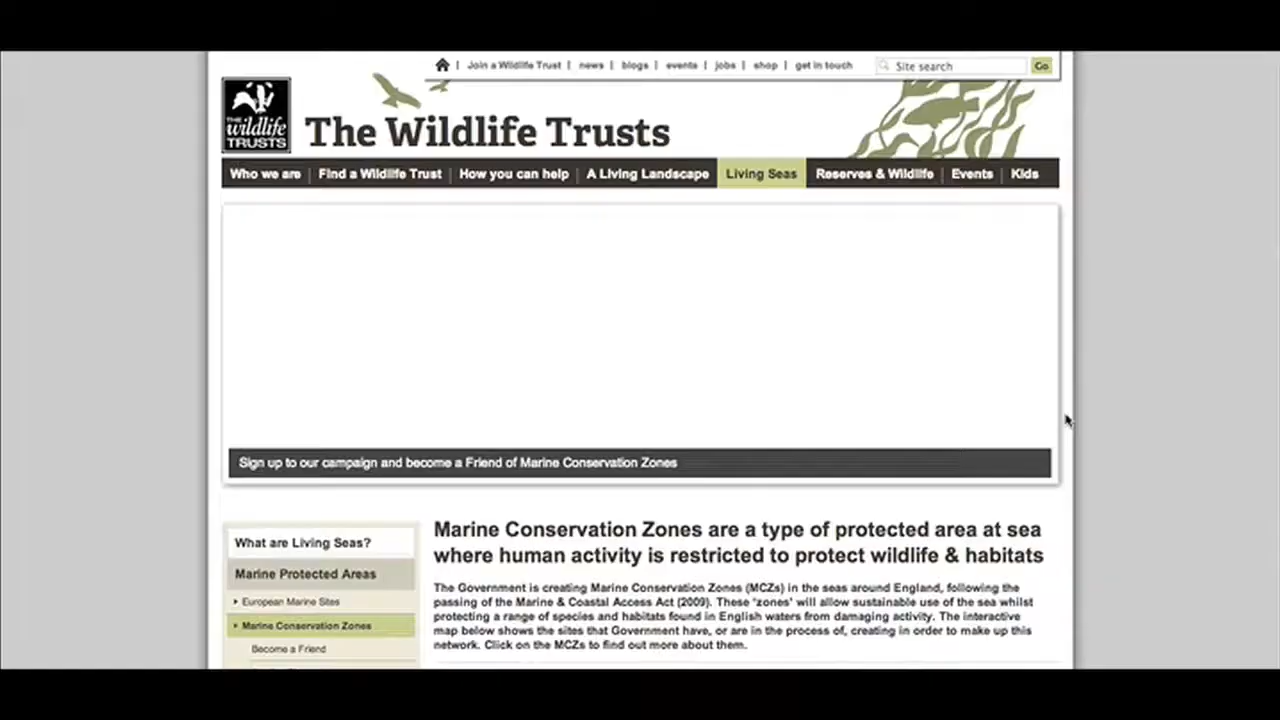 Join a Wildlife Trust | news | blogs | events | jobs | shop | get in touch
Site search
Go
THE wildlife TRUSTS
The Wildlife Trusts
Who we are | Find a Wildlife Trust | How you can help | A Living Landscape | Living Seas | Reserves & Wildlife | Events | Kids
Sign up to our campaign and become a Friend of Marine Conservation Zones
What are Living Seas?
Marine Protected Areas
European Marine Sites
Marine Conservation Zones
Become a Friend
Marine Conservation Zones are a type of protected area at sea
where human activity is restricted to protect wildlife & habitats
The Government is creating Marine Conservation Zones (MCZs) in the seas around England, following the
passing of the Marine & Coastal Access Act (2009). These 'zones' will allow sustainable use of the sea whilst
protecting a range of species and habitats found in English waters from damaging activity. The interactive
map below shows the sites that Government have, or are in the process of, creating in order to make up this
network. Click on the MCZs to find out more about them.